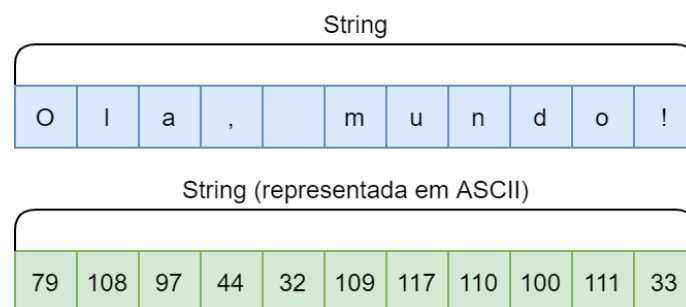 String
O l a , m u n d o !
String (representada em ASCII)
79 108 97 44 32 109 117 110 100 111 33